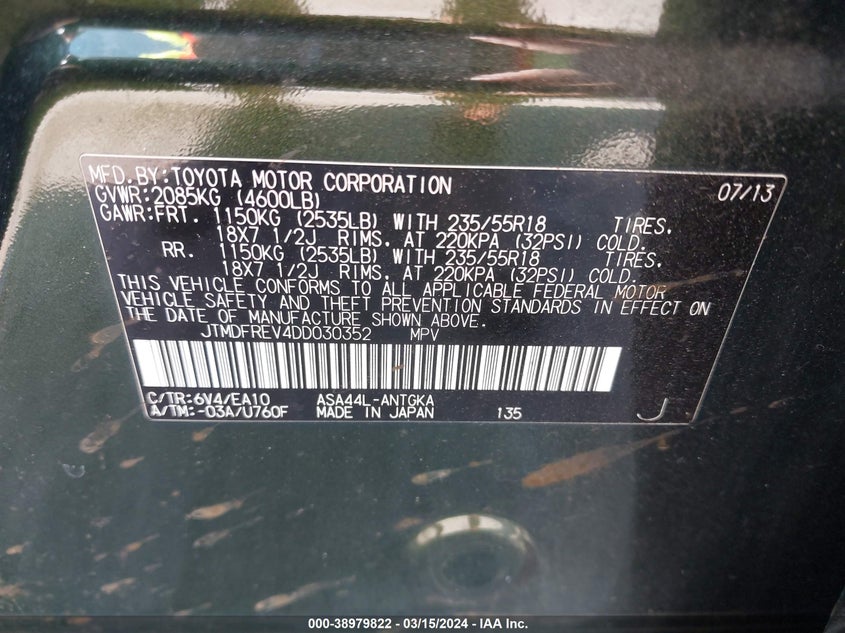 MFD.BY:TOYOTA MOTOR CORPORATION 07/13
GVWR:2085KG (4600LB)
GAWR:FRT. 1150KG (2535LB) WITH 235/55R18 TIRES.
18X7 1/2J RIMS. AT 220KPA (32PSI) COLD.
RR. 1150KG (2535LB) WITH 235/55R18 TIRES.
18X7 1/2J RIMS. AT 220KPA (32PSI) COLD.
THIS VEHICLE CONFORMS TO ALL APPLICABLE FEDERAL MOTOR
VEHICLE SAFETY AND THEFT PREVENTION STANDARDS IN EFFECT ON
THE DATE OF MANUFACTURE SHOWN ABOVE.
JTMDFREV4DD030352 MPV
C/TR:6V4/EA10 ASA44L-ANTGKA
A/TM:-03A/U760F MADE IN JAPAN 135 J
000-38979822 - 03/15/2024 - IAA Inc.